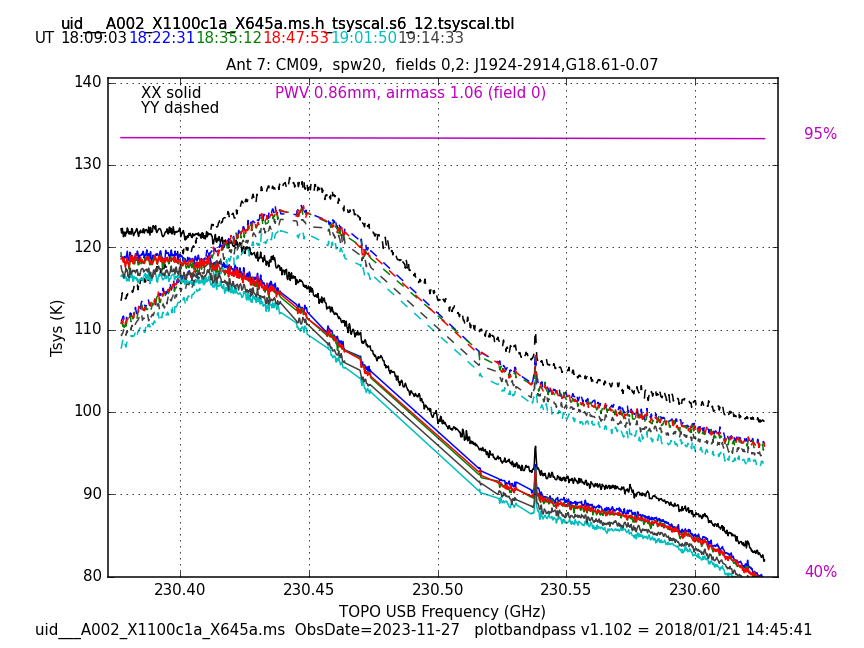 uid___A002_X1100c1a_X645a.ms.h_tsyscal.s6_12.tsyscal.tbl
UT 18:09:03 18:22:31 18:35:12 18:47:53 19:01:50 19:14:33
Ant 7: CM09,  spw20,  fields 0,2: J1924-2914,G18.61-0.07
XX solid
YY dashed
PWV 0.86mm, airmass 1.06 (field 0)
140
130
120
110
100
90
80
95%
40%
Tsys (K)
230.40 230.45 230.50 230.55 230.60
TOPO USB Frequency (GHz)
uid___A002_X1100c1a_X645a.ms  ObsDate=2023-11-27   plotbandpass v1.102 = 2018/01/21 14:45:41